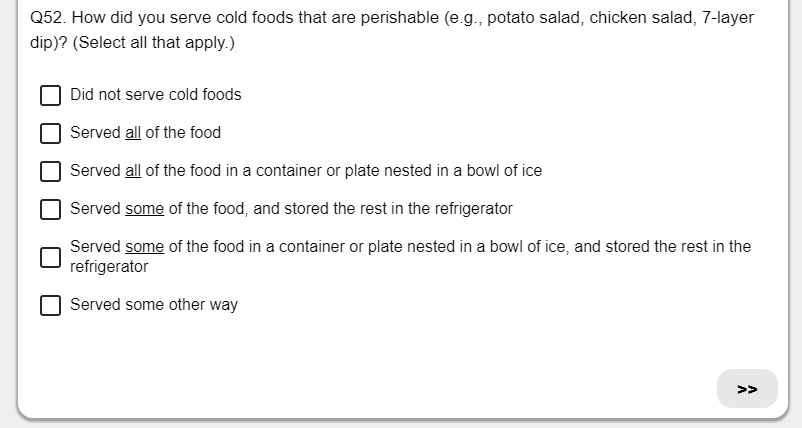 Q52. How did you serve cold foods that are perishable (e.g., potato salad, chicken salad, 7-layer
dip)? (Select all that apply.)
Did not serve cold foods
Served all of the food
Served all of the food in a container or plate nested in a bowl of ice
Served some of the food, and stored the rest in the refrigerator
Served some of the food in a container or plate nested in a bowl of ice, and stored the rest in the
refrigerator
Served some other way
>>